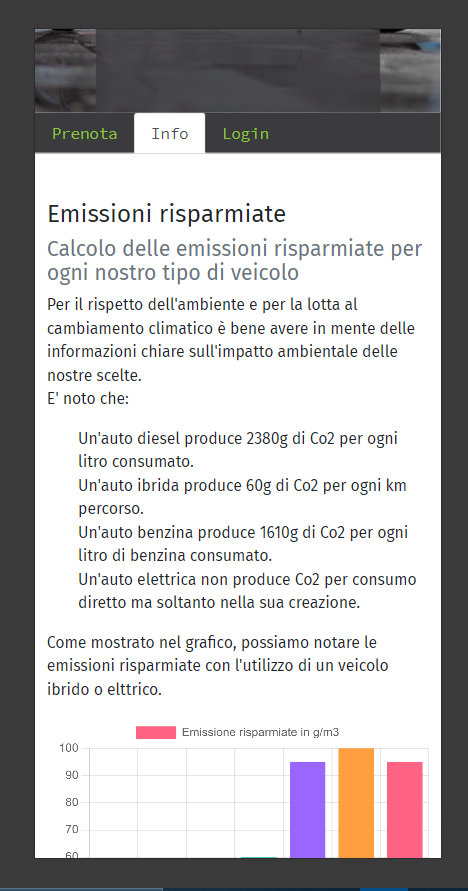 Prenota Info Login
Emissioni risparmiate
Calcolo delle emissioni risparmiate per
ogni nostro tipo di veicolo
Per il rispetto dell'ambiente e per la lotta al
cambiamento climatico è bene avere in mente delle
informazioni chiare sull'impatto ambientale delle
nostre scelte.
E' noto che:
Un'auto diesel produce 2380g di Co2 per ogni
litro consumato.
Un'auto ibrida produce 60g di Co2 per ogni km
percorso.
Un'auto benzina produce 1610g di Co2 per ogni
litro di benzina consumato.
Un'auto elettrica non produce Co2 per consumo
diretto ma soltanto nella sua creazione.
Come mostrato nel grafico, possiamo notare le
emissioni risparmiate con l'utilizzo di un veicolo
ibrido o elttrico.
Emissione risparmiate in g/m3
100
90
80
70
60